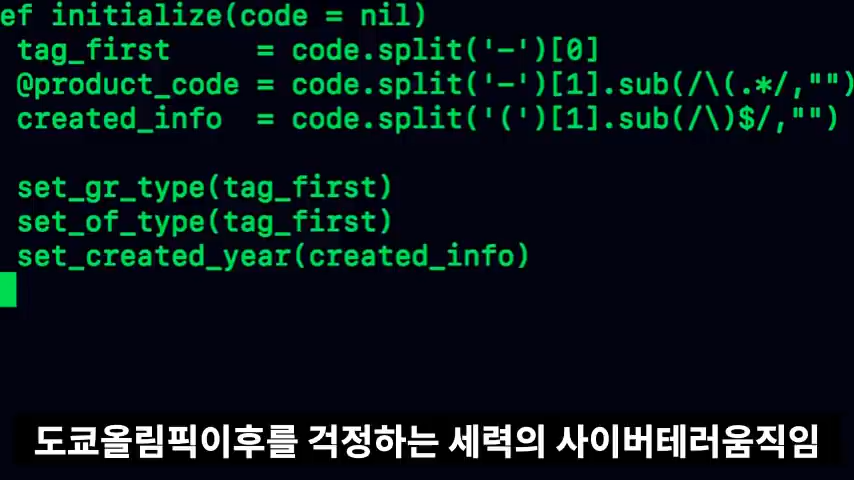 ef initialize(code = nil)
tag_first = code.split('-')[0]
@product_code = code.split('-')[1].sub(/\(.*/,"")
created_info = code.split('(')[1].sub(/\)$/,"")
set_gr_type(tag_first)
set_of_type(tag_first)
set_created_year(created_info)
도쿄올림픽이후를 걱정하는 세력의 사이버테러움직임